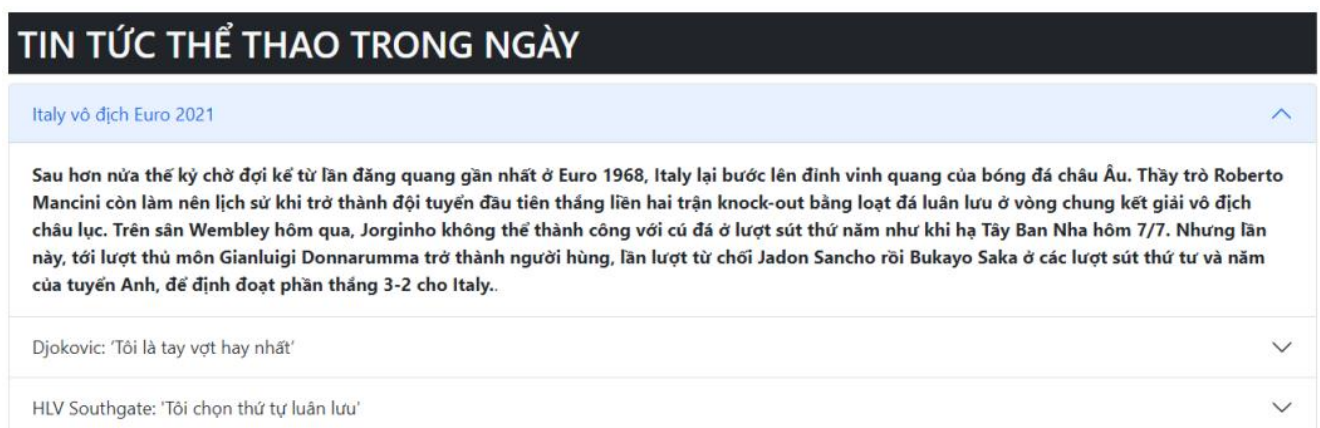 TIN TỨC THỂ THAO TRONG NGÀY
Italy vô địch Euro 2021
Sau hơn nửa thế kỷ chờ đợi kể từ lần đăng quang gần nhất ở Euro 1968, Italy lại bước lên đỉnh vinh quang của bóng đá châu Âu. Thầy trò Roberto
Mancini còn làm nên lịch sử khi trở thành đội tuyển đầu tiên thắng liền hai trận knock-out bằng loạt đá luân lưu ở vòng chung kết giải vô địch
châu lục. Trên sân Wembley hôm qua, Jorginho không thể thành công với cú đá ở lượt sút thứ năm như khi hạ Tây Ban Nha hôm 7/7. Nhưng lần
này, tới lượt thủ môn Gianluigi Donnarumma trở thành người hùng, lần lượt từ chối Jadon Sancho rồi Bukayo Saka ở các lượt sút thứ tư và năm
của tuyển Anh, để định đoạt phần thắng 3-2 cho Italy..
Djokovic: 'Tôi là tay vợt hay nhất'
HLV Southgate: 'Tôi chọn thứ tự luân lưu'